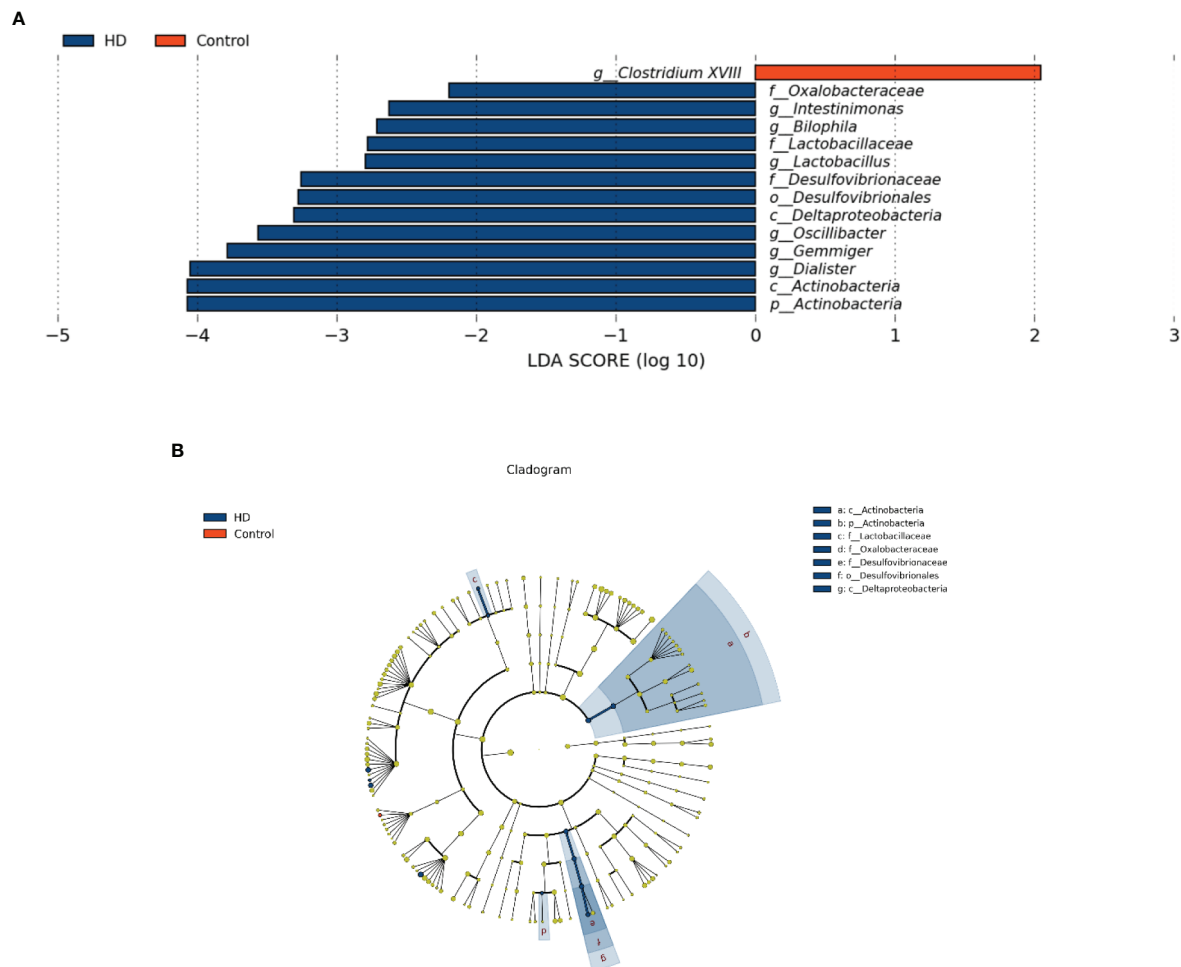 A
HD Control
g__Clostridium XVIII
f__Oxalobacteraceae
g__Intestinimonas
g__Bilophila
f__Lactobacillaceae
g__Lactobacillus
f__Desulfovibrionaceae
o__Desulfovibrionales
c__Deltaproteobacteria
g__Oscillibacter
g__Gemmiger
g__Dialister
c__Actinobacteria
p__Actinobacteria
−5 −4 −3 −2 −1 0 1 2 3
LDA SCORE (log 10)
B
Cladogram
HD
Control
a: c__Actinobacteria
b: p__Actinobacteria
c: f__Lactobacillaceae
d: f__Oxalobacteraceae
e: f__Desulfovibrionaceae
f: o__Desulfovibrionales
g: c__Deltaproteobacteria
c
b
a
d
e
f
g